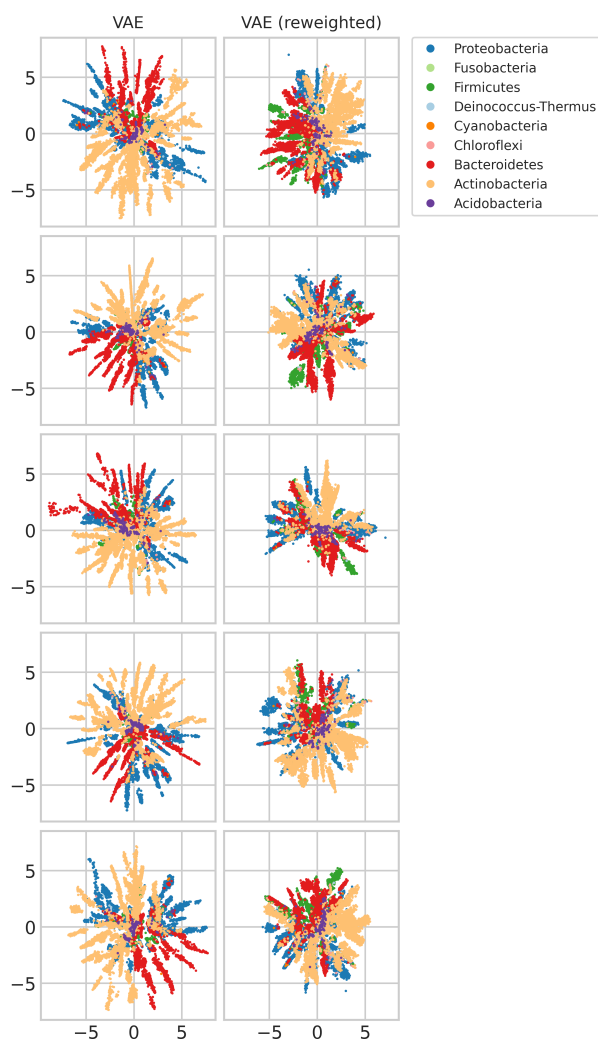 VAE
VAE (reweighted)
Proteobacteria
Fusobacteria
Firmicutes
Deinococcus-Thermus
Cyanobacteria
Chloroflexi
Bacteroidetes
Actinobacteria
Acidobacteria
5
0
−5
5
0
−5
5
0
−5
5
0
−5
5
0
−5
−5 0 5 −5 0 5